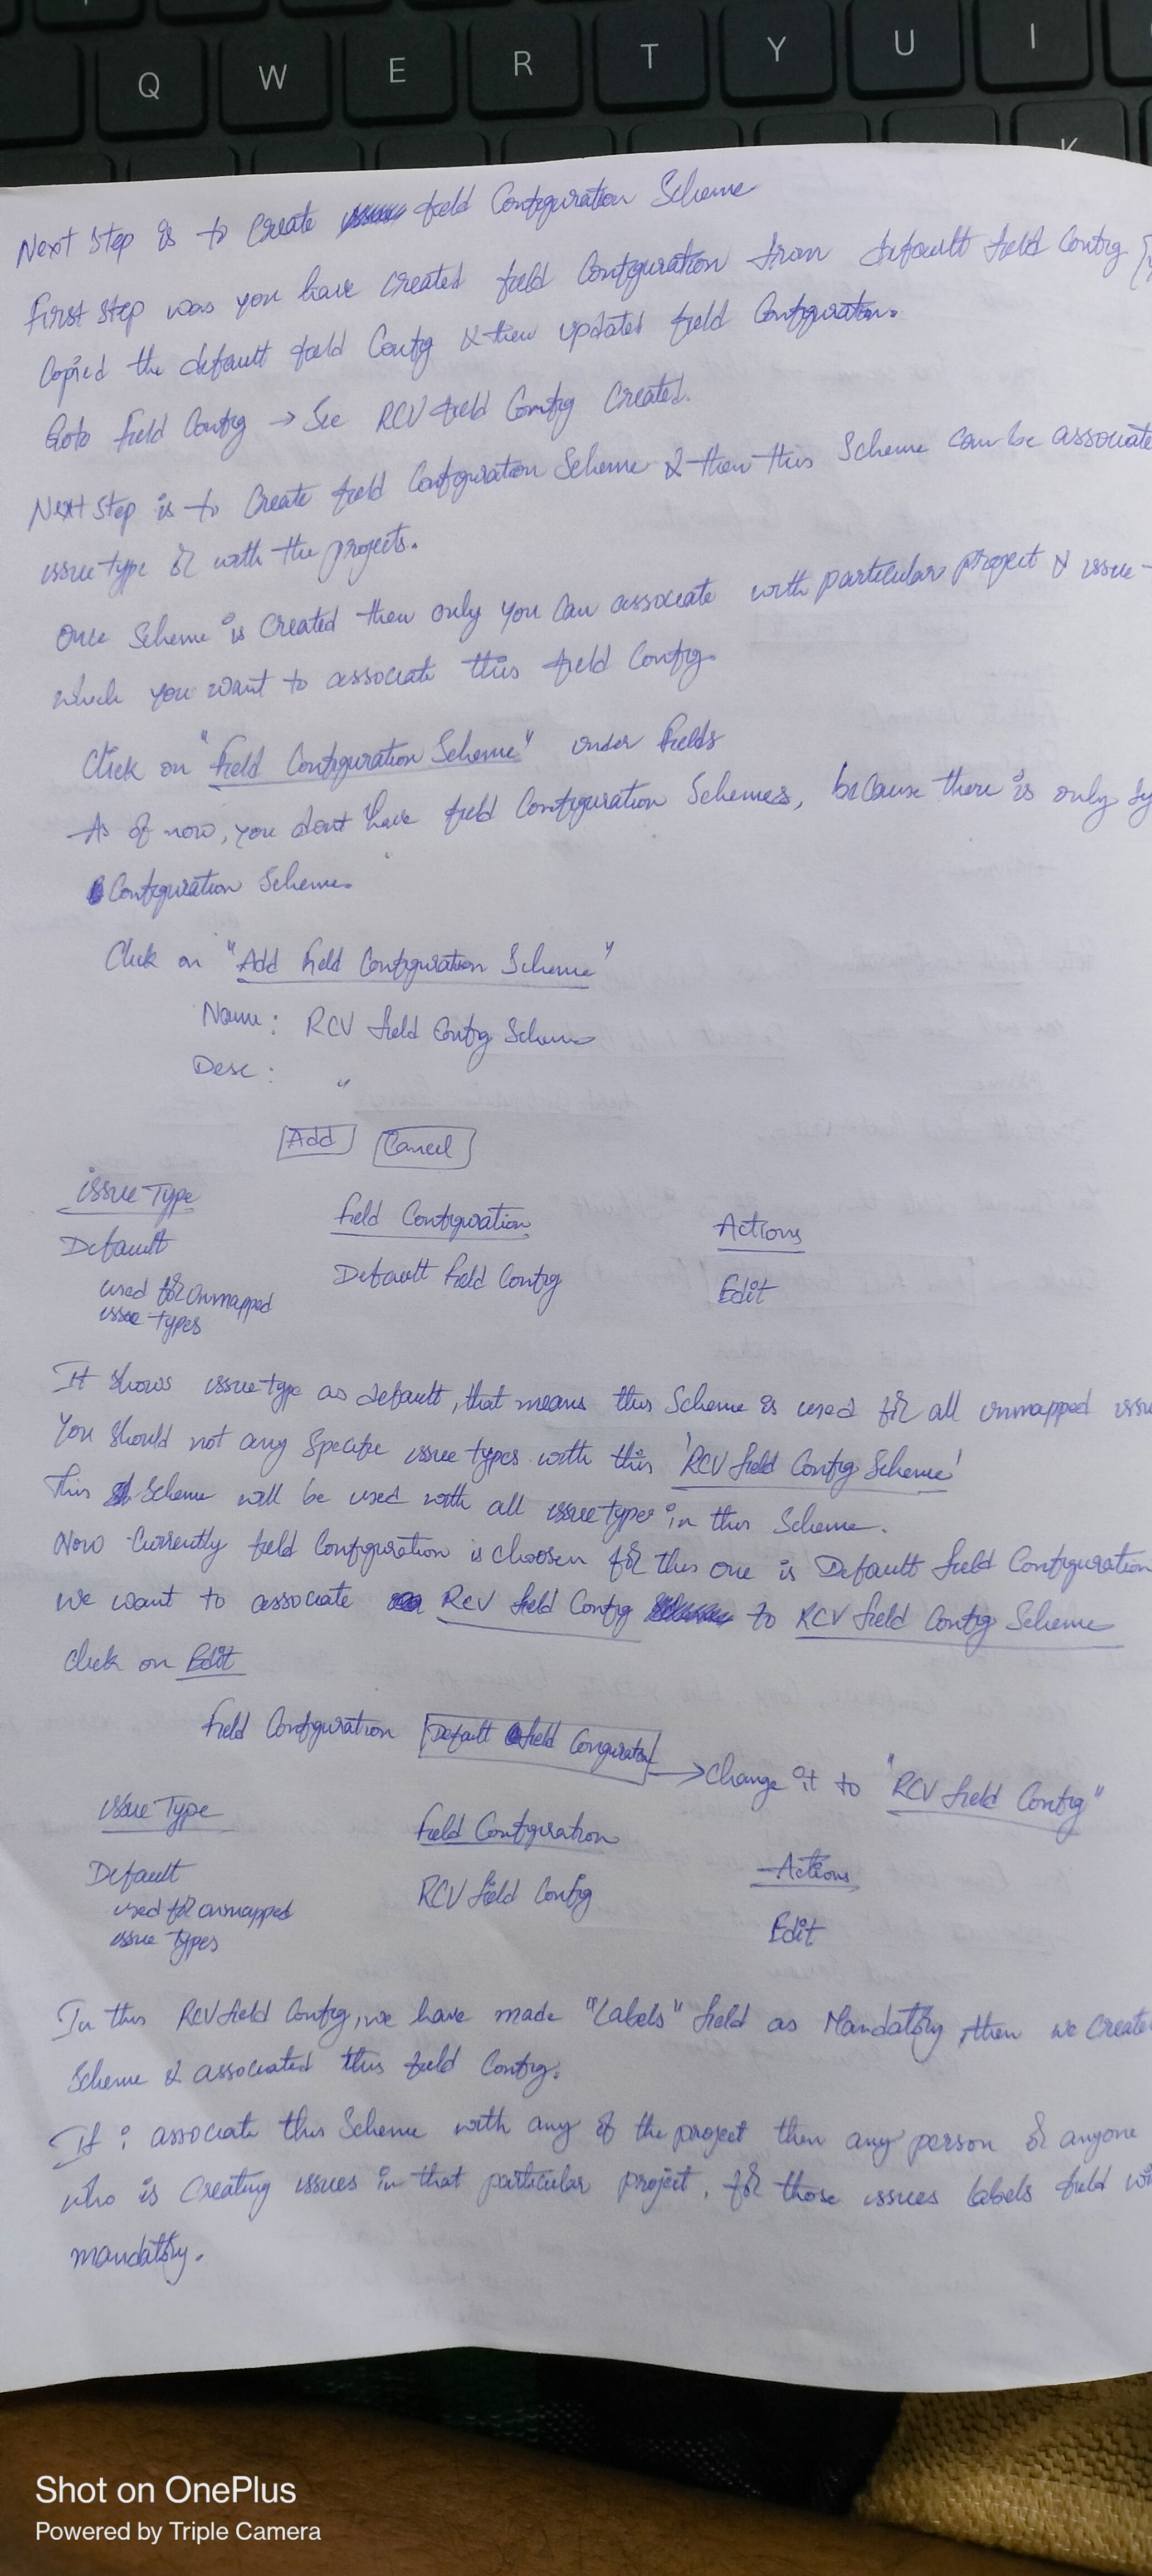 Q W E R T Y U I
K
Next step is to create field Configuration Scheme
First step was you have created field Configuration from default field Config
Copied the default field Config & then updated field Configuration.
Goto Field Config → See RCV field Config Created.
Next step is to Create field Configuration Scheme & then this Scheme can be associate
issue type or with the projects.
Once Scheme is Created then only you can associate with particular project & issue-
which you want to associate this field Config.
Click on "Field Configuration Scheme" under Fields
As of now, you dont have field Configuration Schemes, because there is only sy
Configuration Scheme.
Click on "Add Field Configuration Scheme"
Name: RCV Field Config Scheme
Desc: "
Add Cancel
Issue Type Field Configuration Actions
Default Default Field Config Edit
used for unmapped
issue types
It shows issue type as default, that means this Scheme is used for all unmapped issu
You should not any Specific issue types with this 'RCV field Config Scheme'
This Scheme will be used with all issue types in this Scheme.
Now Currently field Configuration is choosen for this one is Default Field Configuration
we want to associate RCV field Config to RCV field Config Scheme
click on Edit
Field Configuration Default field Conguration → change it to "RCV field Config"
Issue Type Field Configuration Actions
Default RCV field Config Edit
used for unmapped
issue types
In this RCV field Config, we have made "Labels" field as Mandatory, then we create
Scheme & associated this field Config.
If i associate this Scheme with any of the project then any person or anyone
who is Creating issues in that particular project, for those issues labels field wi
mandatory.
Shot on OnePlus
Powered by Triple Camera